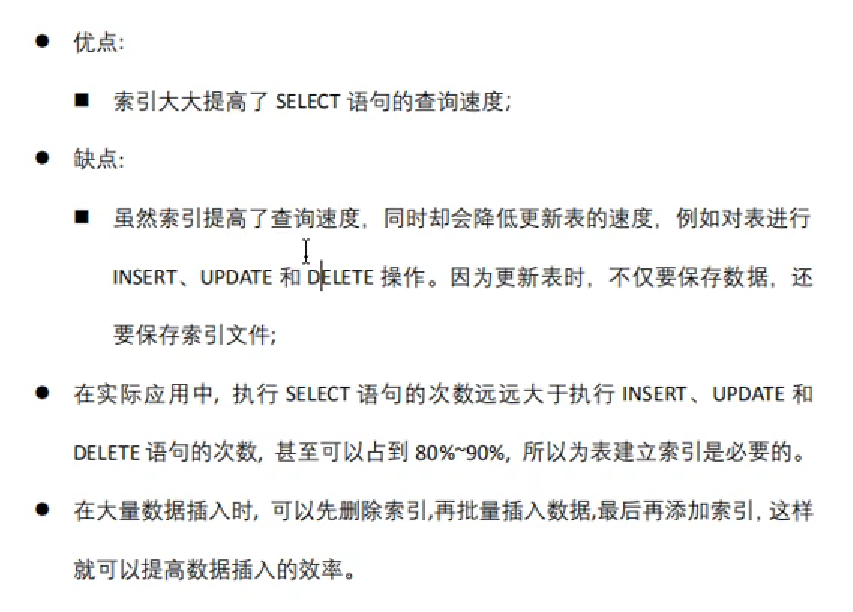 ● 优点:
■ 索引大大提高了 SELECT 语句的查询速度;
● 缺点:
■ 虽然索引提高了查询速度，同时却会降低更新表的速度，例如对表进行
INSERT、UPDATE 和 DELETE 操作。因为更新表时，不仅要保存数据，还
要保存索引文件;
● 在实际应用中, 执行 SELECT 语句的次数远远大于执行 INSERT、UPDATE 和
DELETE 语句的次数, 甚至可以占到 80%~90%, 所以为表建立索引是必要的。
● 在大量数据插入时, 可以先删除索引,再批量插入数据,最后再添加索引, 这样
就可以提高数据插入的效率。